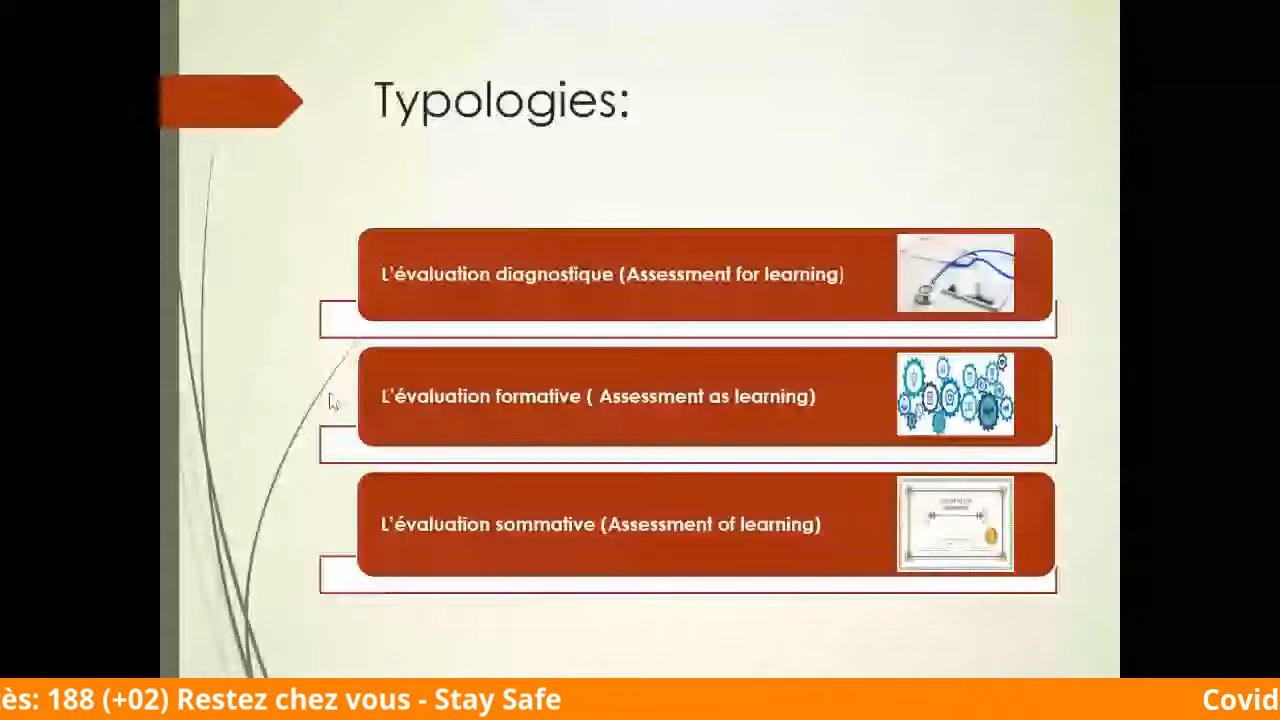 Typologies:
L'évaluation diagnostique (Assessment for learning)
L'évaluation formative ( Assessment as learning)
L'évaluation sommative (Assessment of learning)
ès: 188 (+02) Restez chez vous - Stay Safe
Covid